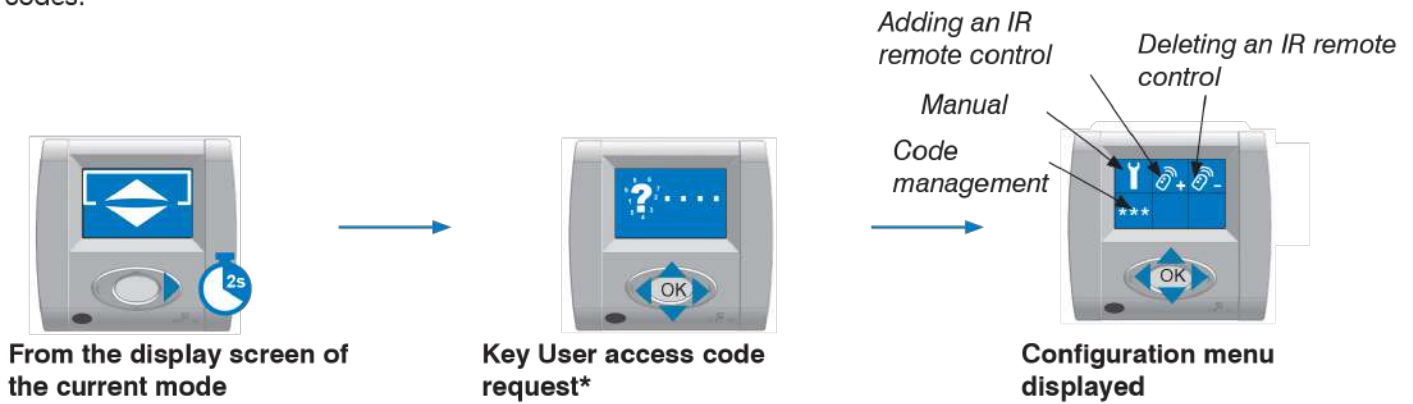 codes.
Adding an IR
remote control
Deleting an IR remote
control
Manual
Code
management
2s
?
OK
+
-
***
OK
From the display screen of
the current mode
Key User access code
request*
Configuration menu
displayed